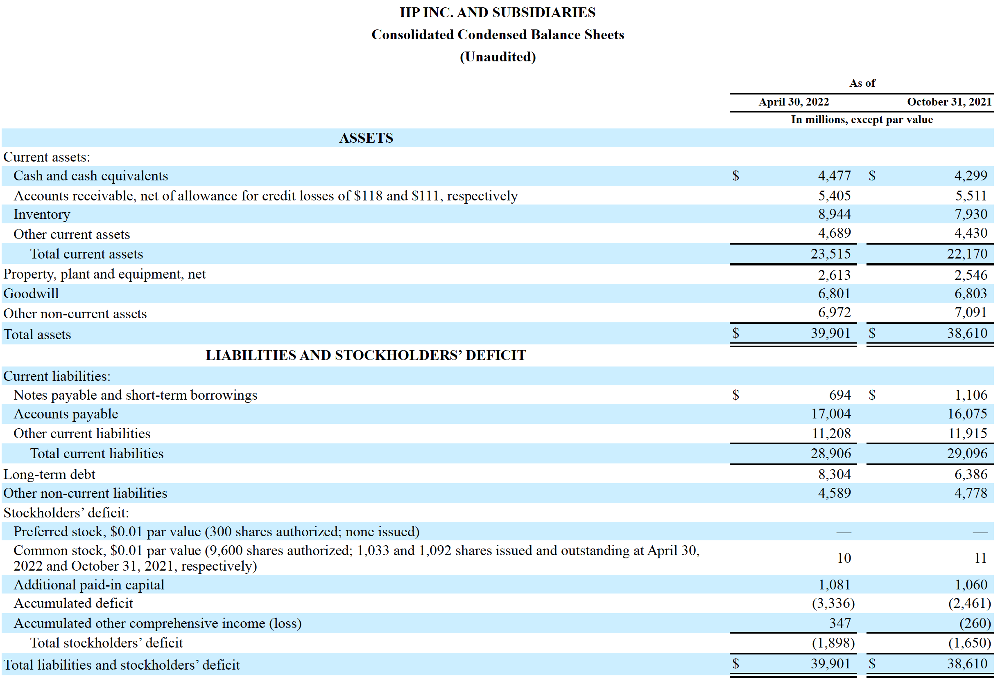 HP INC. AND SUBSIDIARIES
Consolidated Condensed Balance Sheets
(Unaudited)
As of
April 30, 2022 October 31, 2021
In millions, except par value
ASSETS
Current assets:
Cash and cash equivalents $ 4,477 $ 4,299
Accounts receivable, net of allowance for credit losses of $118 and $111, respectively 5,405 5,511
Inventory 8,944 7,930
Other current assets 4,689 4,430
Total current assets 23,515 22,170
Property, plant and equipment, net 2,613 2,546
Goodwill 6,801 6,803
Other non-current assets 6,972 7,091
Total assets $ 39,901 $ 38,610
LIABILITIES AND STOCKHOLDERS’ DEFICIT
Current liabilities:
Notes payable and short-term borrowings $ 694 $ 1,106
Accounts payable 17,004 16,075
Other current liabilities 11,208 11,915
Total current liabilities 28,906 29,096
Long-term debt 8,304 6,386
Other non-current liabilities 4,589 4,778
Stockholders’ deficit:
Preferred stock, $0.01 par value (300 shares authorized; none issued) — —
Common stock, $0.01 par value (9,600 shares authorized; 1,033 and 1,092 shares issued and outstanding at April 30,
2022 and October 31, 2021, respectively) 10 11
Additional paid-in capital 1,081 1,060
Accumulated deficit (3,336) (2,461)
Accumulated other comprehensive income (loss) 347 (260)
Total stockholders’ deficit (1,898) (1,650)
Total liabilities and stockholders’ deficit $ 39,901 $ 38,610